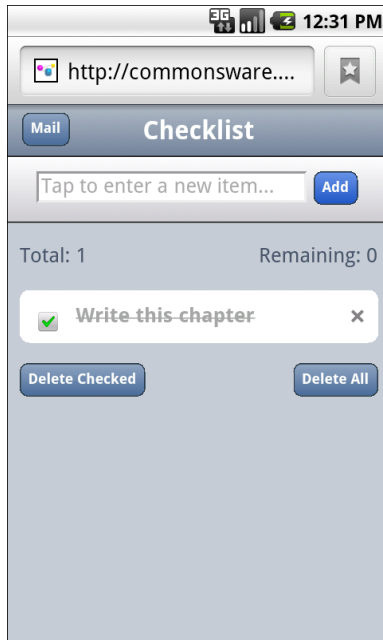 3G 12:31 PM
http://commonsware....
Mail Checklist
Tap to enter a new item... Add
Total: 1 Remaining: 0
Write this chapter ×
Delete Checked Delete All